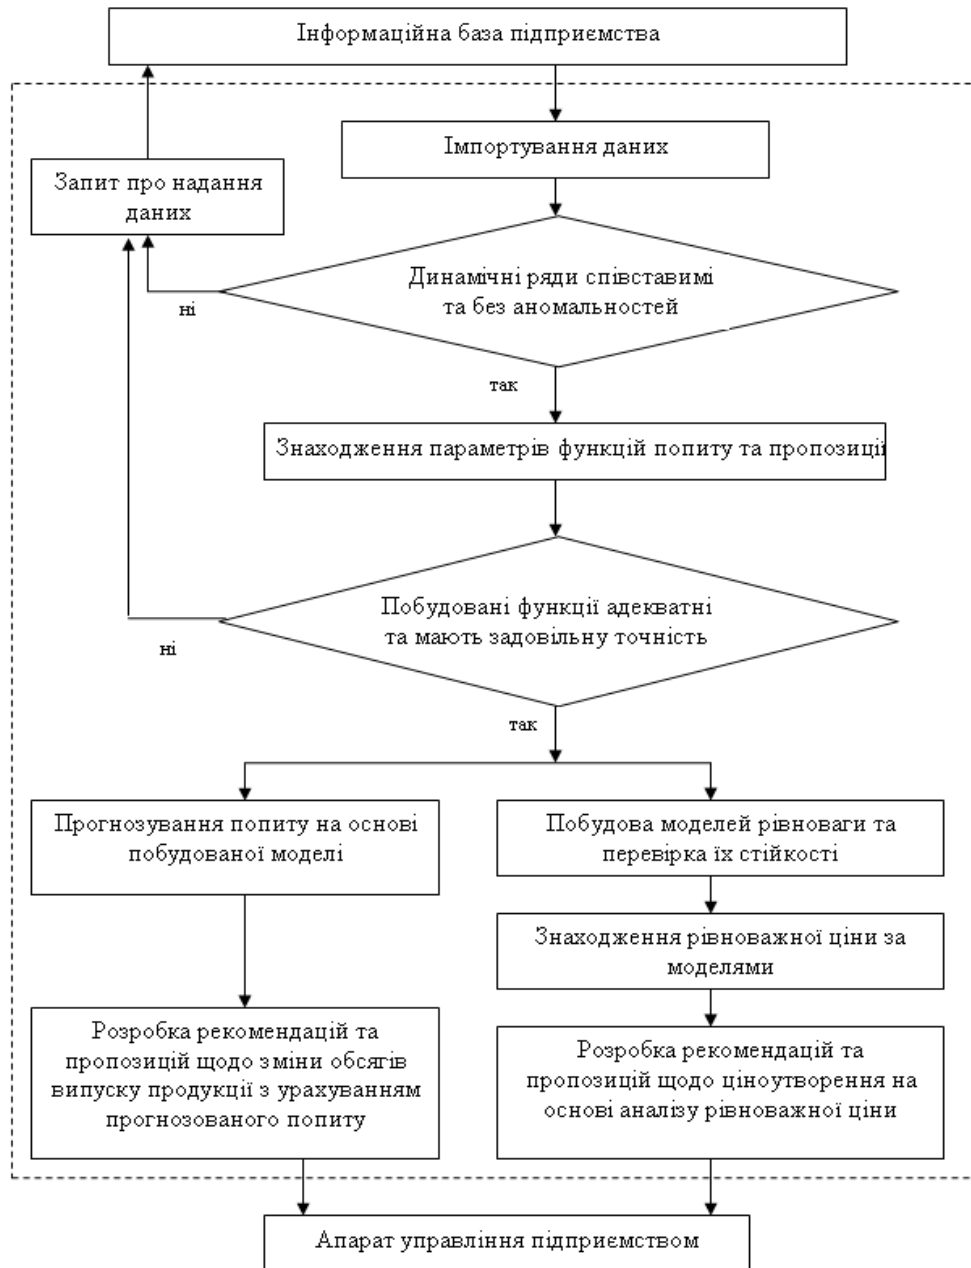 Інформаційна база підприємства
Імпортування даних
Запит про надання
даних
Динамічні ряди співставимі
та без аномальностей
ні
так
Знаходження параметрів функцій попиту та пропозиції
Побудовані функції адекватні
та мають задовільну точність
ні
так
Прогнозування попиту на основі
побудованої моделі
Побудова моделей рівноваги та
перевірка їх стійкості
Знаходження рівноважної ціни за
моделями
Розробка рекомендацій та
пропозицій щодо зміни обсягів
випуску продукції з урахуванням
прогнозованого попиту
Розробка рекомендацій та
пропозицій щодо ціноутворення на
основі аналізу рівноважної ціни
Апарат управління підприємством